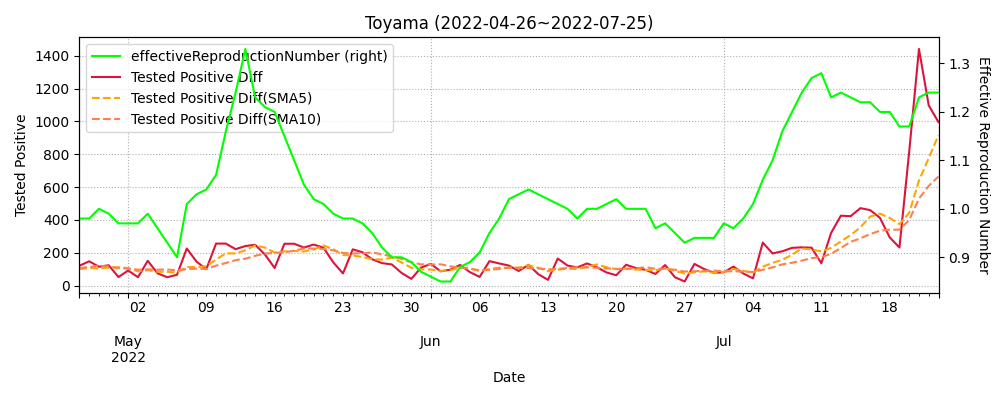 Toyama (2022-04-26~2022-07-25)
effectiveReproductionNumber (right)
Tested Positive Diff
Tested Positive Diff(SMA5)
Tested Positive Diff(SMA10)
Tested Positive
1400
1200
1000
800
600
400
200
0
1.3
1.2
1.1
1.0
0.9
Effective Reproduction Number
02 09 16 23 30 06 13 20 27 04 11 18
May Jun Jul
2022
Date